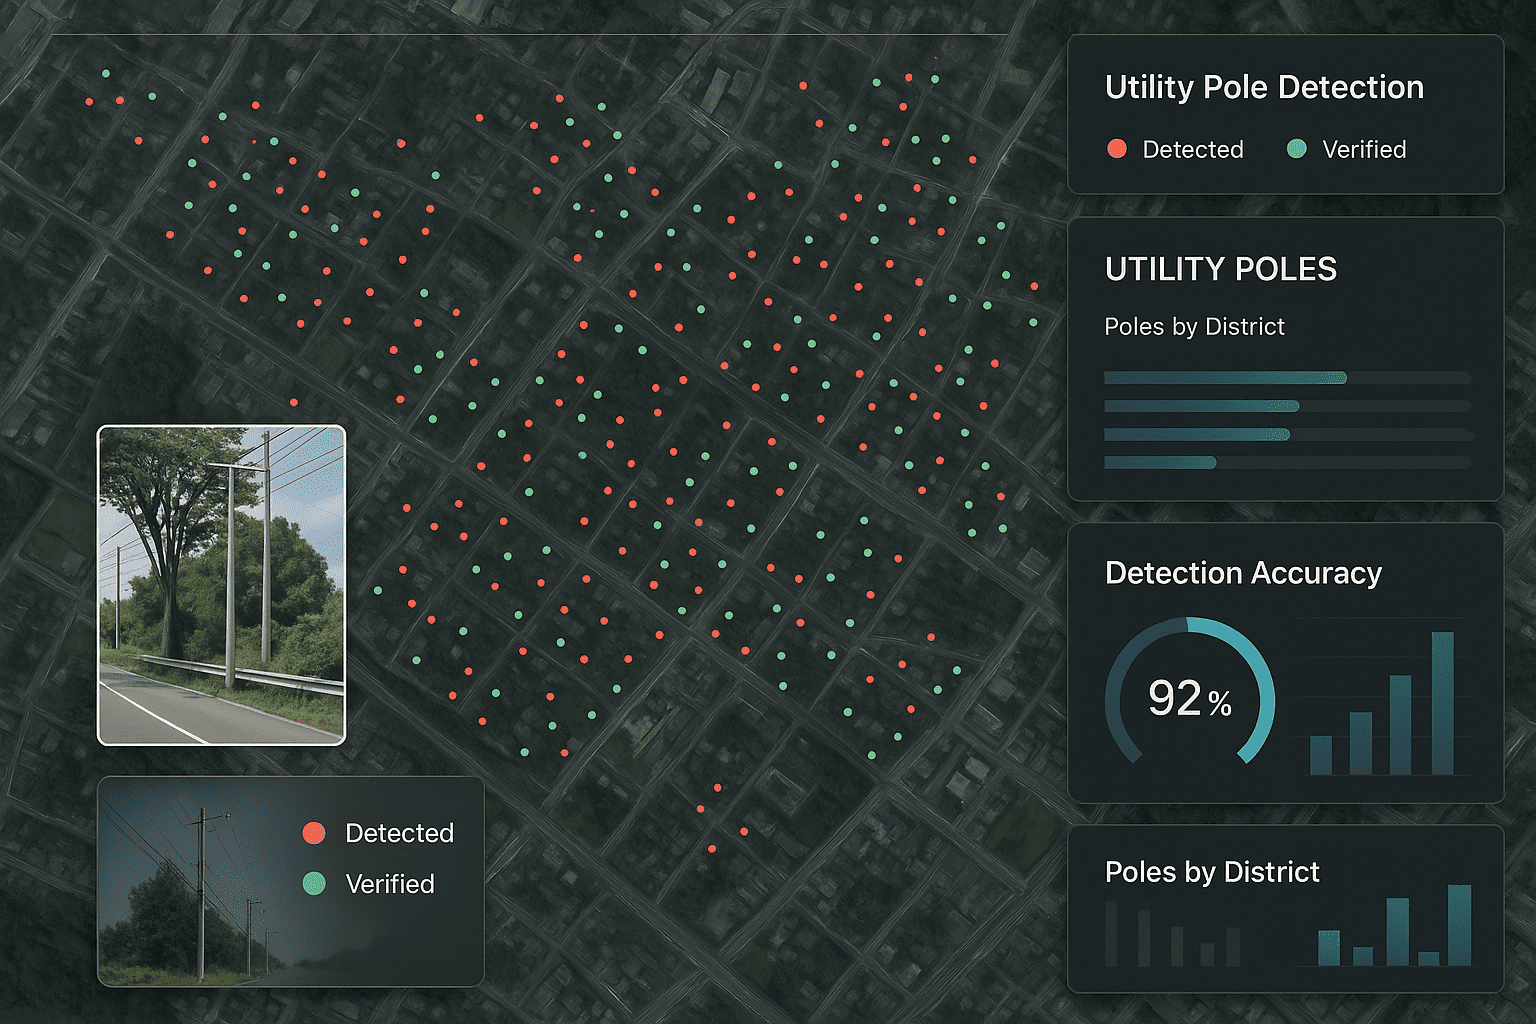 Utility Pole Detection
Detected
Verified
UTILITY POLES
Poles by District
Detection Accuracy
92%
Poles by District
Detected
Verified